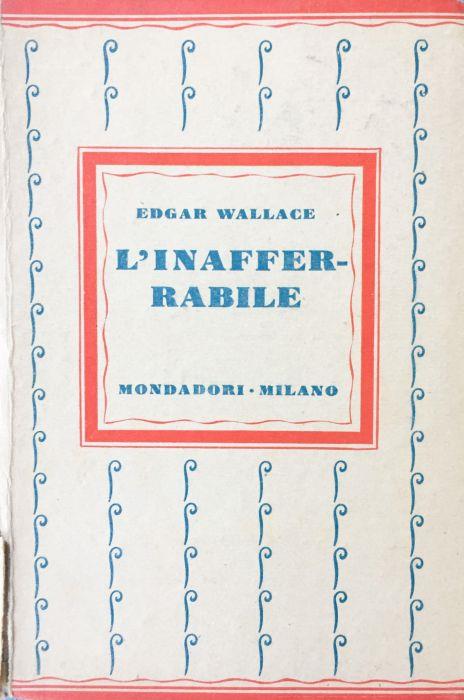 EDGAR WALLACE
L'INAFFER-
RABILE
MONDADORI · MILANO